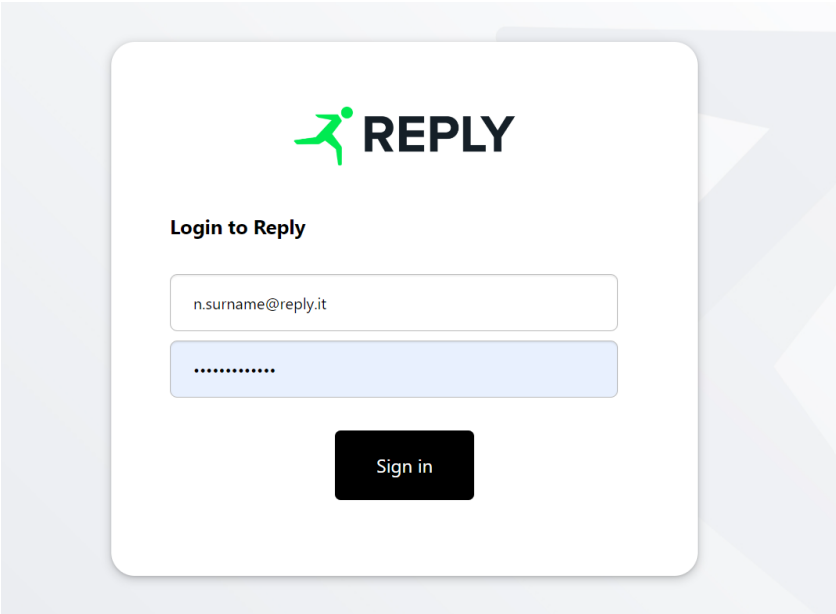 REPLY
Login to Reply
n.surname@reply.it
•••••••••••••
Sign in